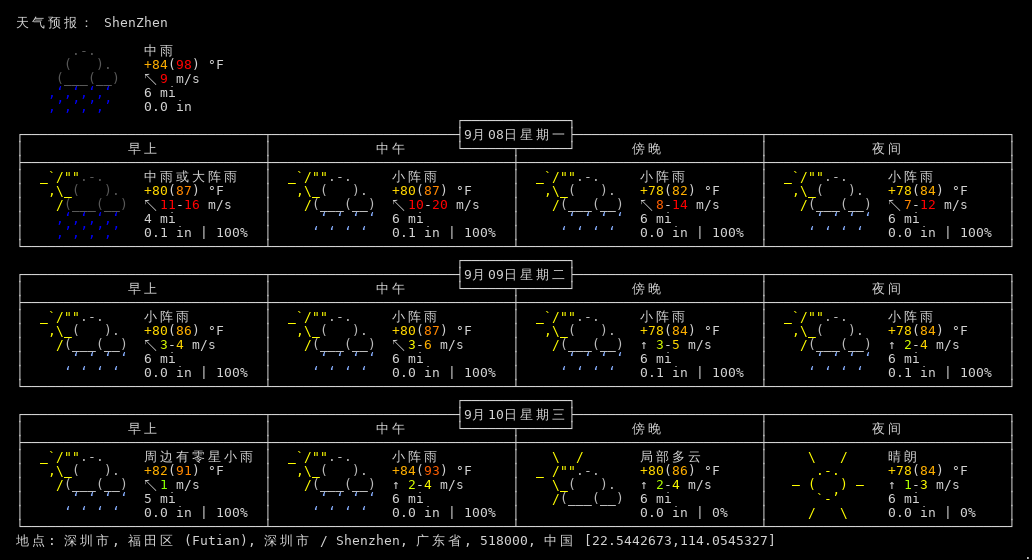 天气预报： ShenZhen
中雨
+84(98) °F
↖ 9 m/s
6 mi
0.0 in
9月08日星期一
早上 中午 傍晚 夜间
中雨或大阵雨 小阵雨 小阵雨 小阵雨
+80(87) °F +80(87) °F +78(82) °F +78(84) °F
↖ 11-16 m/s ↖ 10-20 m/s ↖ 8-14 m/s ↖ 7-12 m/s
4 mi 6 mi 6 mi 6 mi
0.1 in | 100% 0.1 in | 100% 0.0 in | 100% 0.0 in | 100%
9月09日星期二
早上 中午 傍晚 夜间
小阵雨 小阵雨 小阵雨 小阵雨
+80(86) °F +80(87) °F +78(84) °F +78(84) °F
↖ 3-4 m/s ↖ 3-6 m/s ↑ 3-5 m/s ↑ 2-4 m/s
6 mi 6 mi 6 mi 6 mi
0.0 in | 100% 0.0 in | 100% 0.1 in | 100% 0.1 in | 100%
9月10日星期三
早上 中午 傍晚 夜间
周边有零星小雨 小阵雨 局部多云 晴朗
+82(91) °F +84(93) °F +80(86) °F +78(84) °F
↖ 1 m/s ↑ 2-4 m/s ↑ 2-4 m/s ↑ 1-3 m/s
5 mi 6 mi 6 mi 6 mi
0.0 in | 100% 0.0 in | 100% 0.0 in | 0% 0.0 in | 0%
地点: 深圳市, 福田区 (Futian), 深圳市 / Shenzhen, 广东省, 518000, 中国 [22.5442673,114.0545327]